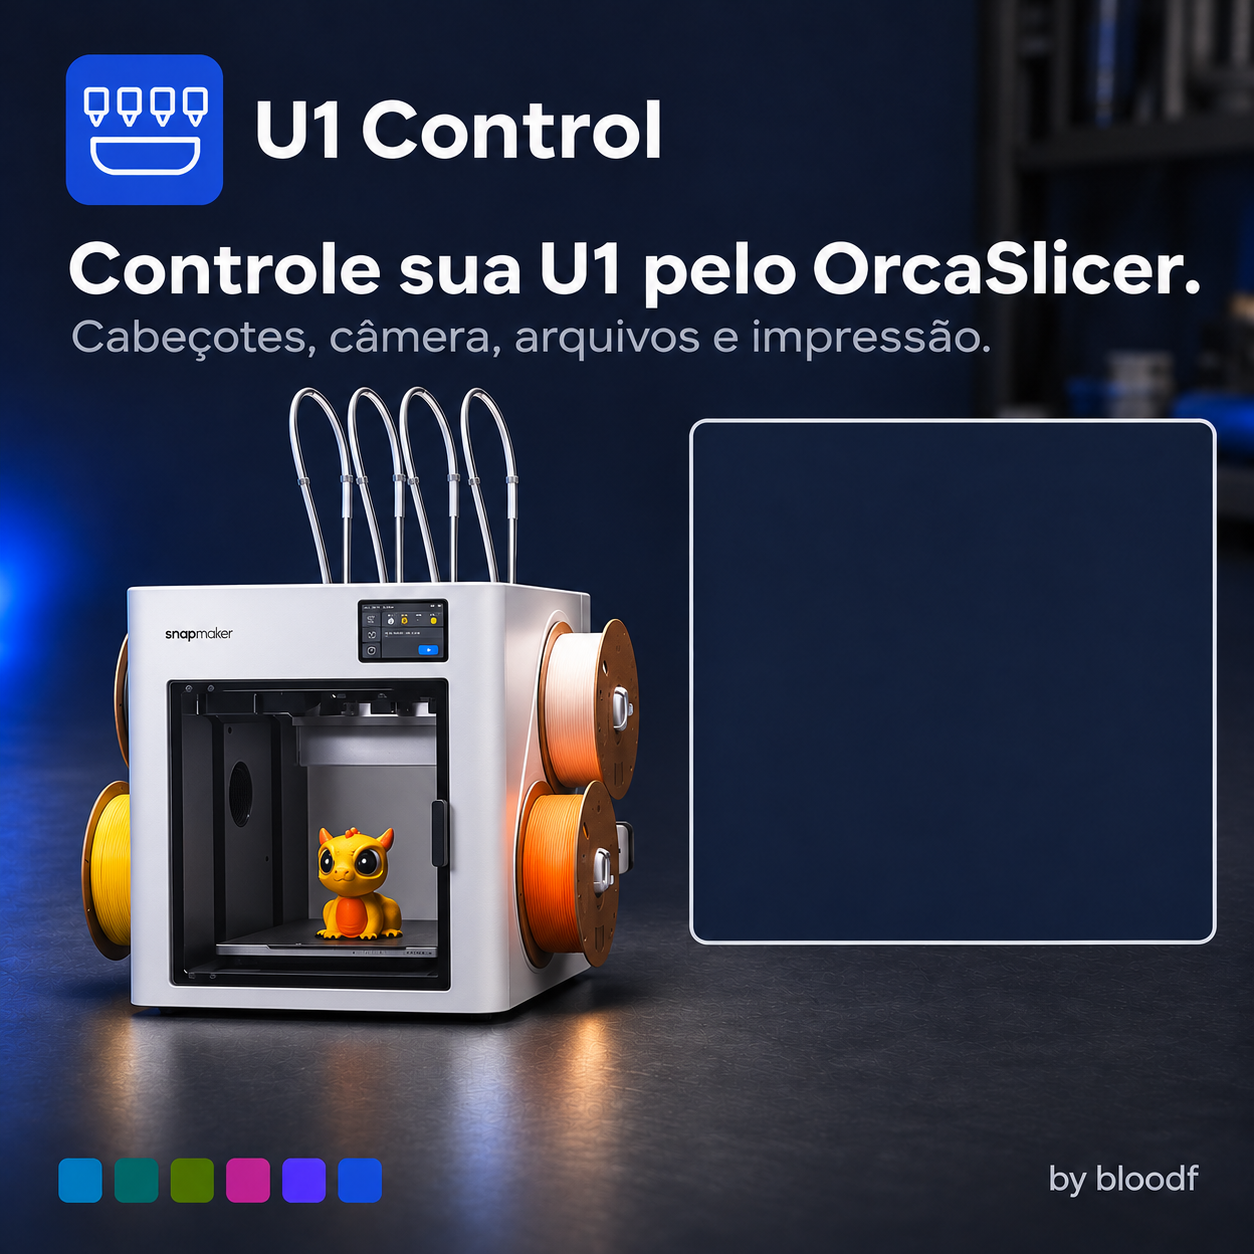 U1 Control
Controle sua U1 pelo OrcaSlicer.
Cabeçotes, câmera, arquivos e impressão.
snapmaker
by bloodf